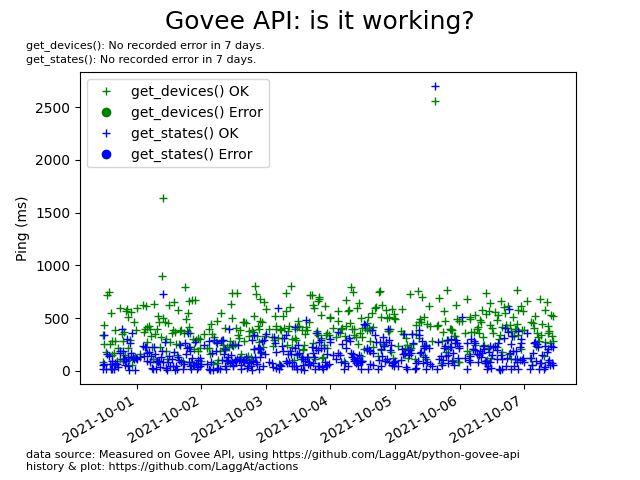 Govee API: is it working?
get_devices(): No recorded error in 7 days.
get_states(): No recorded error in 7 days.
get_devices() OK
get_devices() Error
get_states() OK
get_states() Error
Ping (ms)
2500
2000
1500
1000
500
0
2021-10-01
2021-10-02
2021-10-03
2021-10-04
2021-10-05
2021-10-06
2021-10-07
data source: Measured on Govee API, using https://github.com/LaggAt/python-govee-api
history & plot: https://github.com/LaggAt/actions